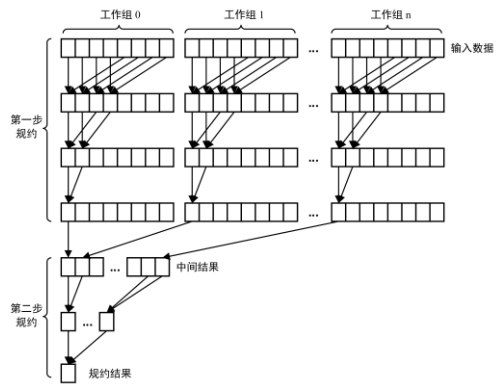 工作组 0
工作组 1
工作组 n
...
输入数据
...
第一步
规约
...
...
...
中间结果
第二步
规约
...
规约结果